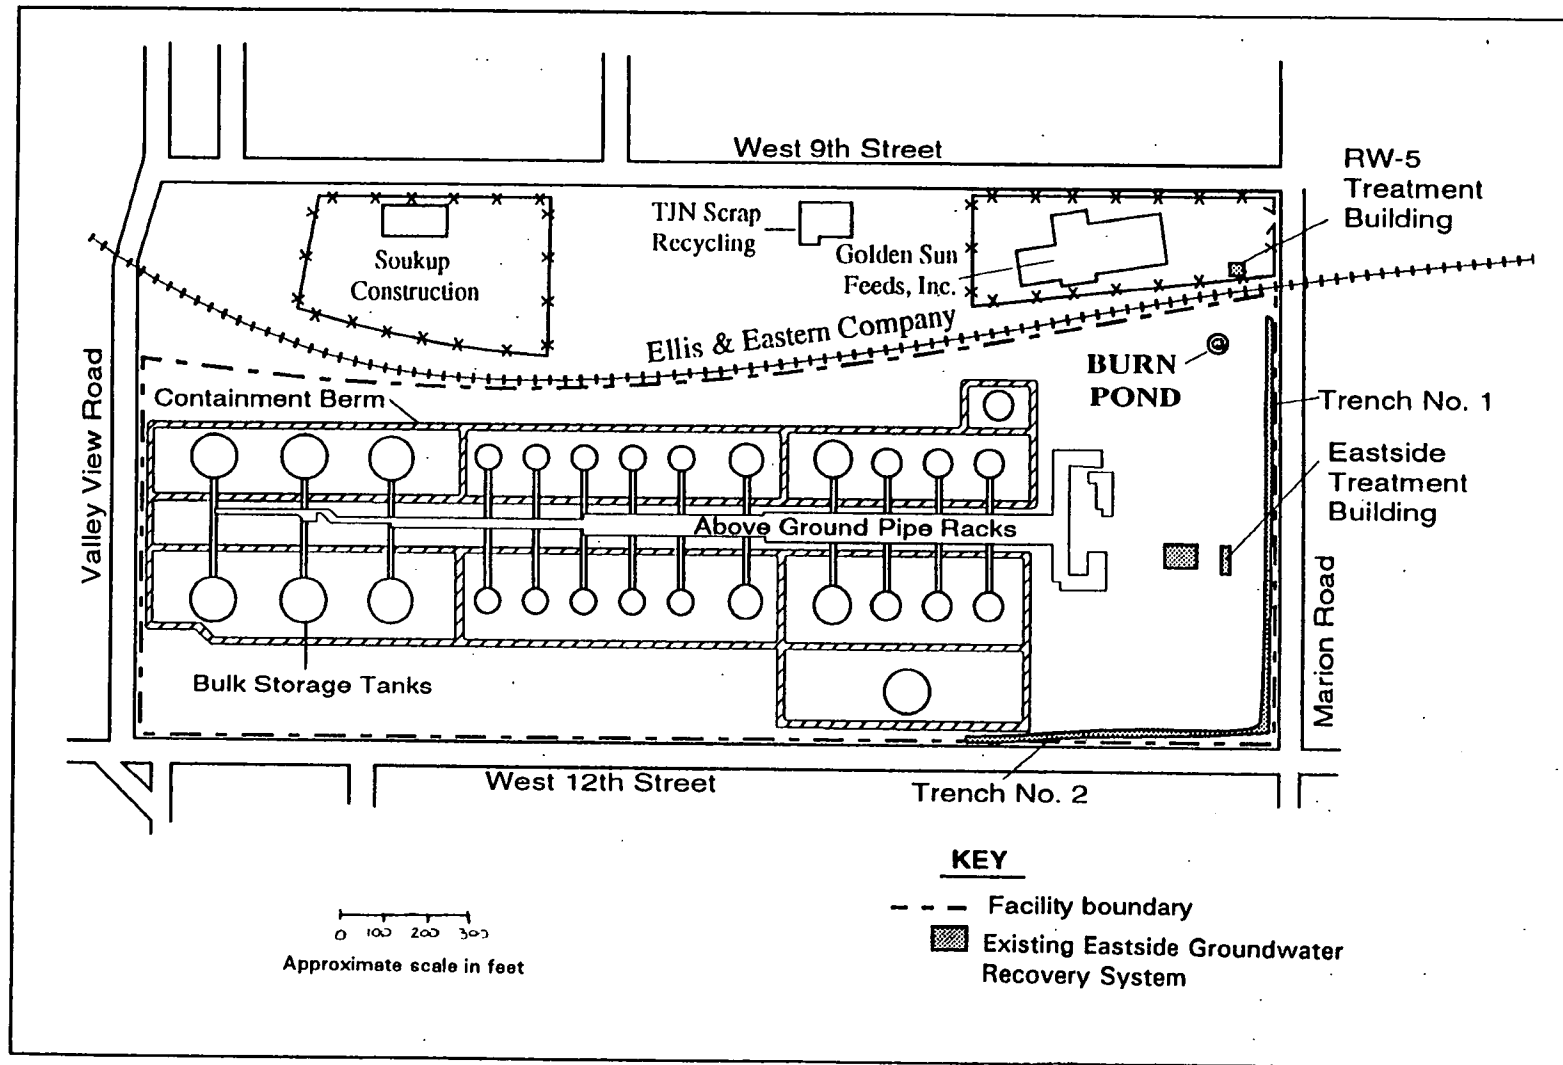 West 9th Street
RW-5
Treatment
Building
TJN Scrap
Recycling
Golden Sun
Feeds, Inc.
Soukup
Construction
Ellis & Eastern Company
BURN
POND
Containment Berm
Trench No. 1
Valley View Road
Eastside
Treatment
Building
Above Ground Pipe Racks
Marion Road
Bulk Storage Tanks
West 12th Street
Trench No. 2
KEY
Facility boundary
Existing Eastside Groundwater
Recovery System
0 100 200 300
Approximate scale in feet